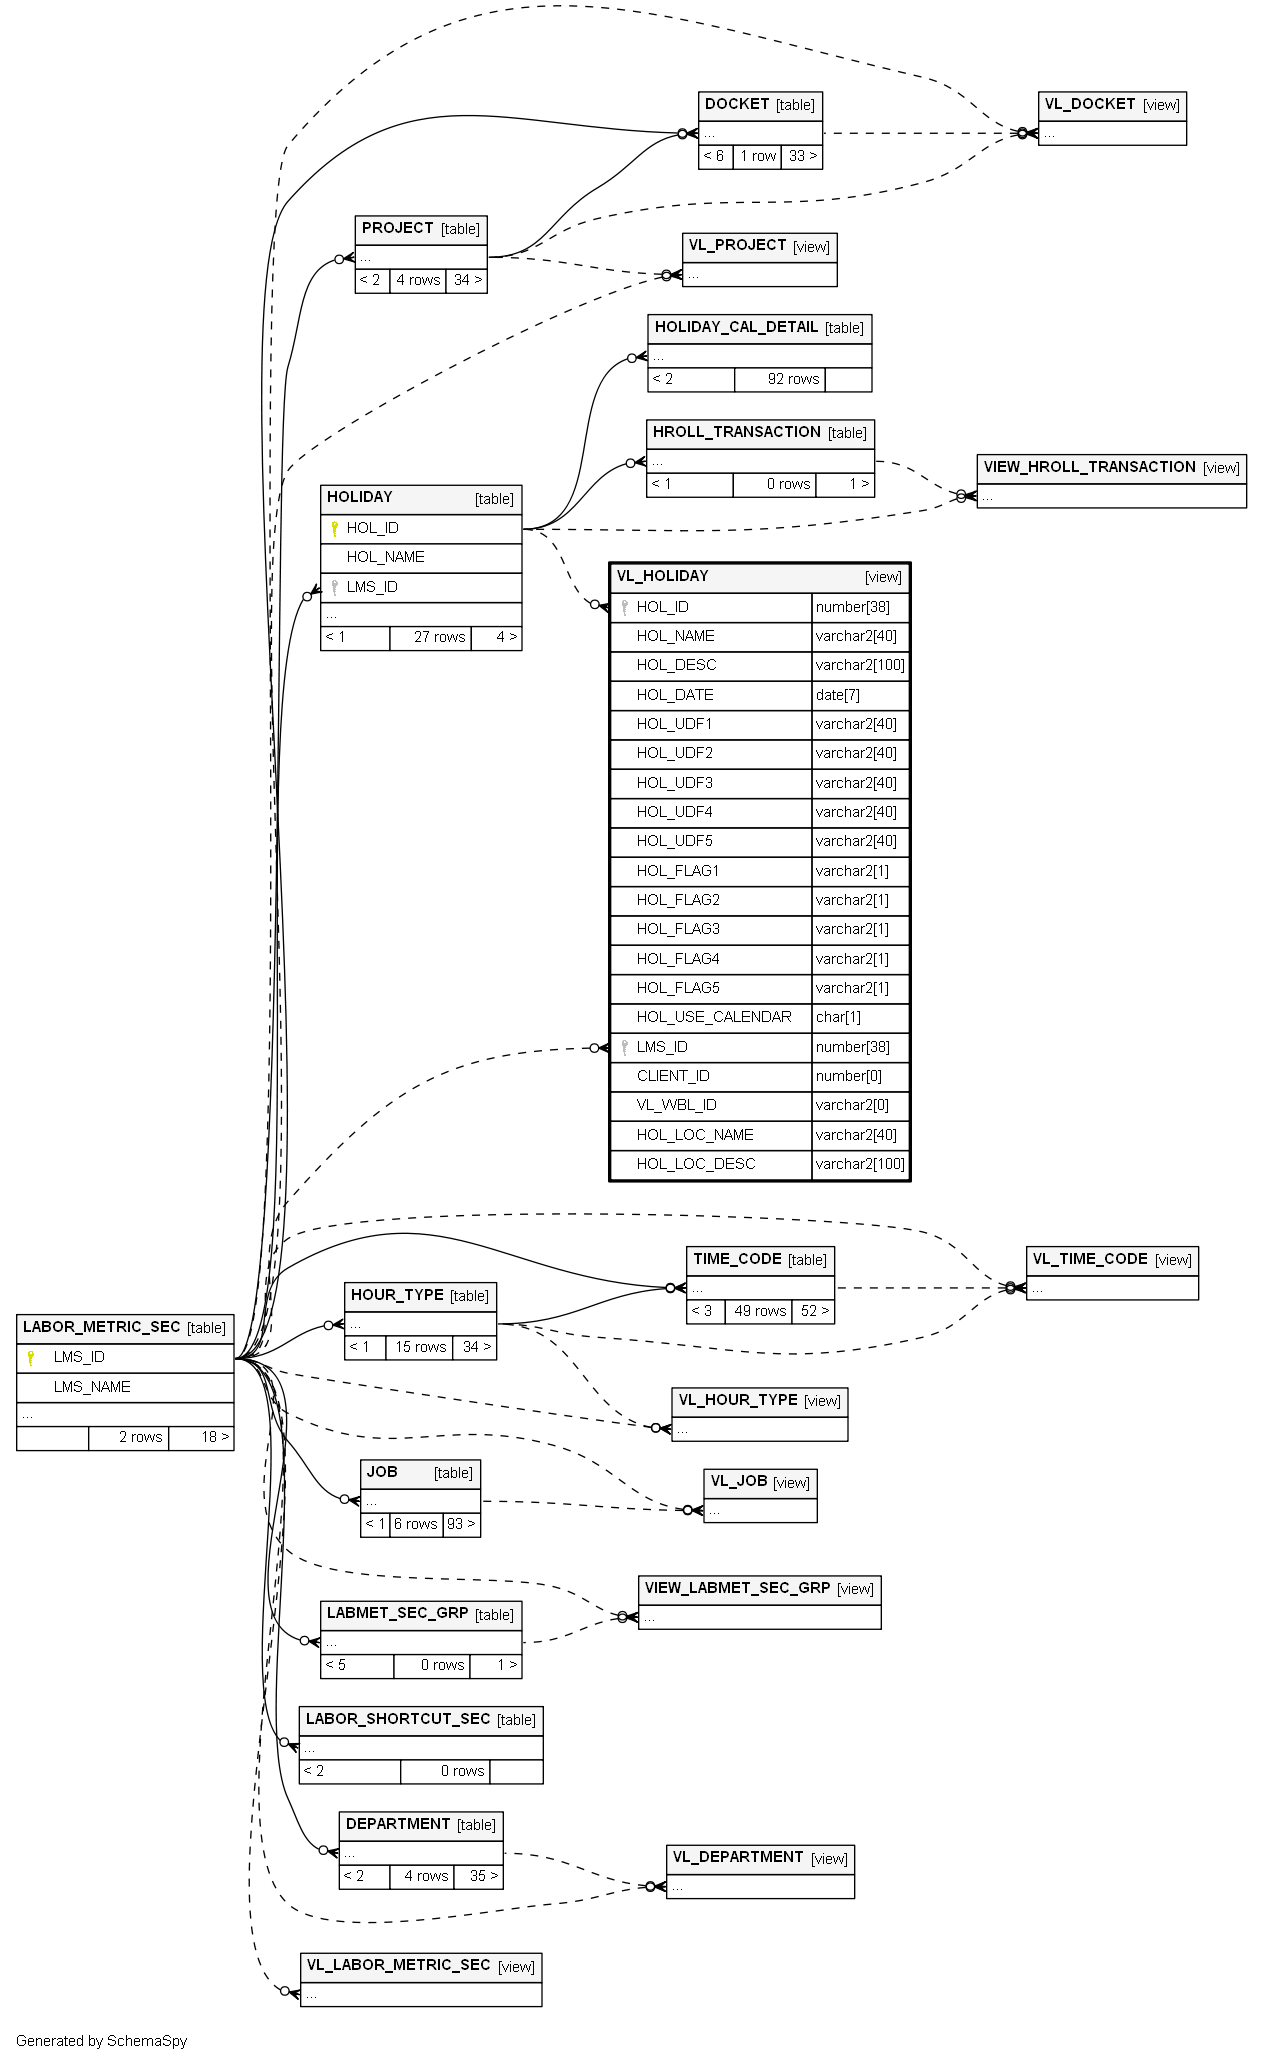 DOCKET [table]
...
< 6 1 row 33 >
VL_DOCKET [view]
...
PROJECT [table]
...
< 2 4 rows 34 >
VL_PROJECT [view]
...
HOLIDAY_CAL_DETAIL [table]
...
< 2 92 rows
HROLL_TRANSACTION [table]
...
< 1 0 rows 1 >
VIEW_HROLL_TRANSACTION [view]
...
HOLIDAY [table]
HOL_ID
HOL_NAME
LMS_ID
...
< 1 27 rows 4 >
VL_HOLIDAY [view]
HOL_ID number[38]
HOL_NAME varchar2[40]
HOL_DESC varchar2[100]
HOL_DATE date[7]
HOL_UDF1 varchar2[40]
HOL_UDF2 varchar2[40]
HOL_UDF3 varchar2[40]
HOL_UDF4 varchar2[40]
HOL_UDF5 varchar2[40]
HOL_FLAG1 varchar2[1]
HOL_FLAG2 varchar2[1]
HOL_FLAG3 varchar2[1]
HOL_FLAG4 varchar2[1]
HOL_FLAG5 varchar2[1]
HOL_USE_CALENDAR char[1]
LMS_ID number[38]
CLIENT_ID number[0]
VL_WBL_ID varchar2[0]
HOL_LOC_NAME varchar2[40]
HOL_LOC_DESC varchar2[100]
TIME_CODE [table]
...
< 3 49 rows 52 >
VL_TIME_CODE [view]
...
HOUR_TYPE [table]
...
< 1 15 rows 34 >
LABOR_METRIC_SEC [table]
LMS_ID
LMS_NAME
...
2 rows 18 >
VL_HOUR_TYPE [view]
...
JOB [table]
...
< 1 6 rows 93 >
VL_JOB [view]
...
VIEW_LABMET_SEC_GRP [view]
...
LABMET_SEC_GRP [table]
...
< 5 0 rows 1 >
LABOR_SHORTCUT_SEC [table]
...
< 2 0 rows
DEPARTMENT [table]
...
< 2 4 rows 35 >
VL_DEPARTMENT [view]
...
VL_LABOR_METRIC_SEC [view]
...
Generated by SchemaSpy